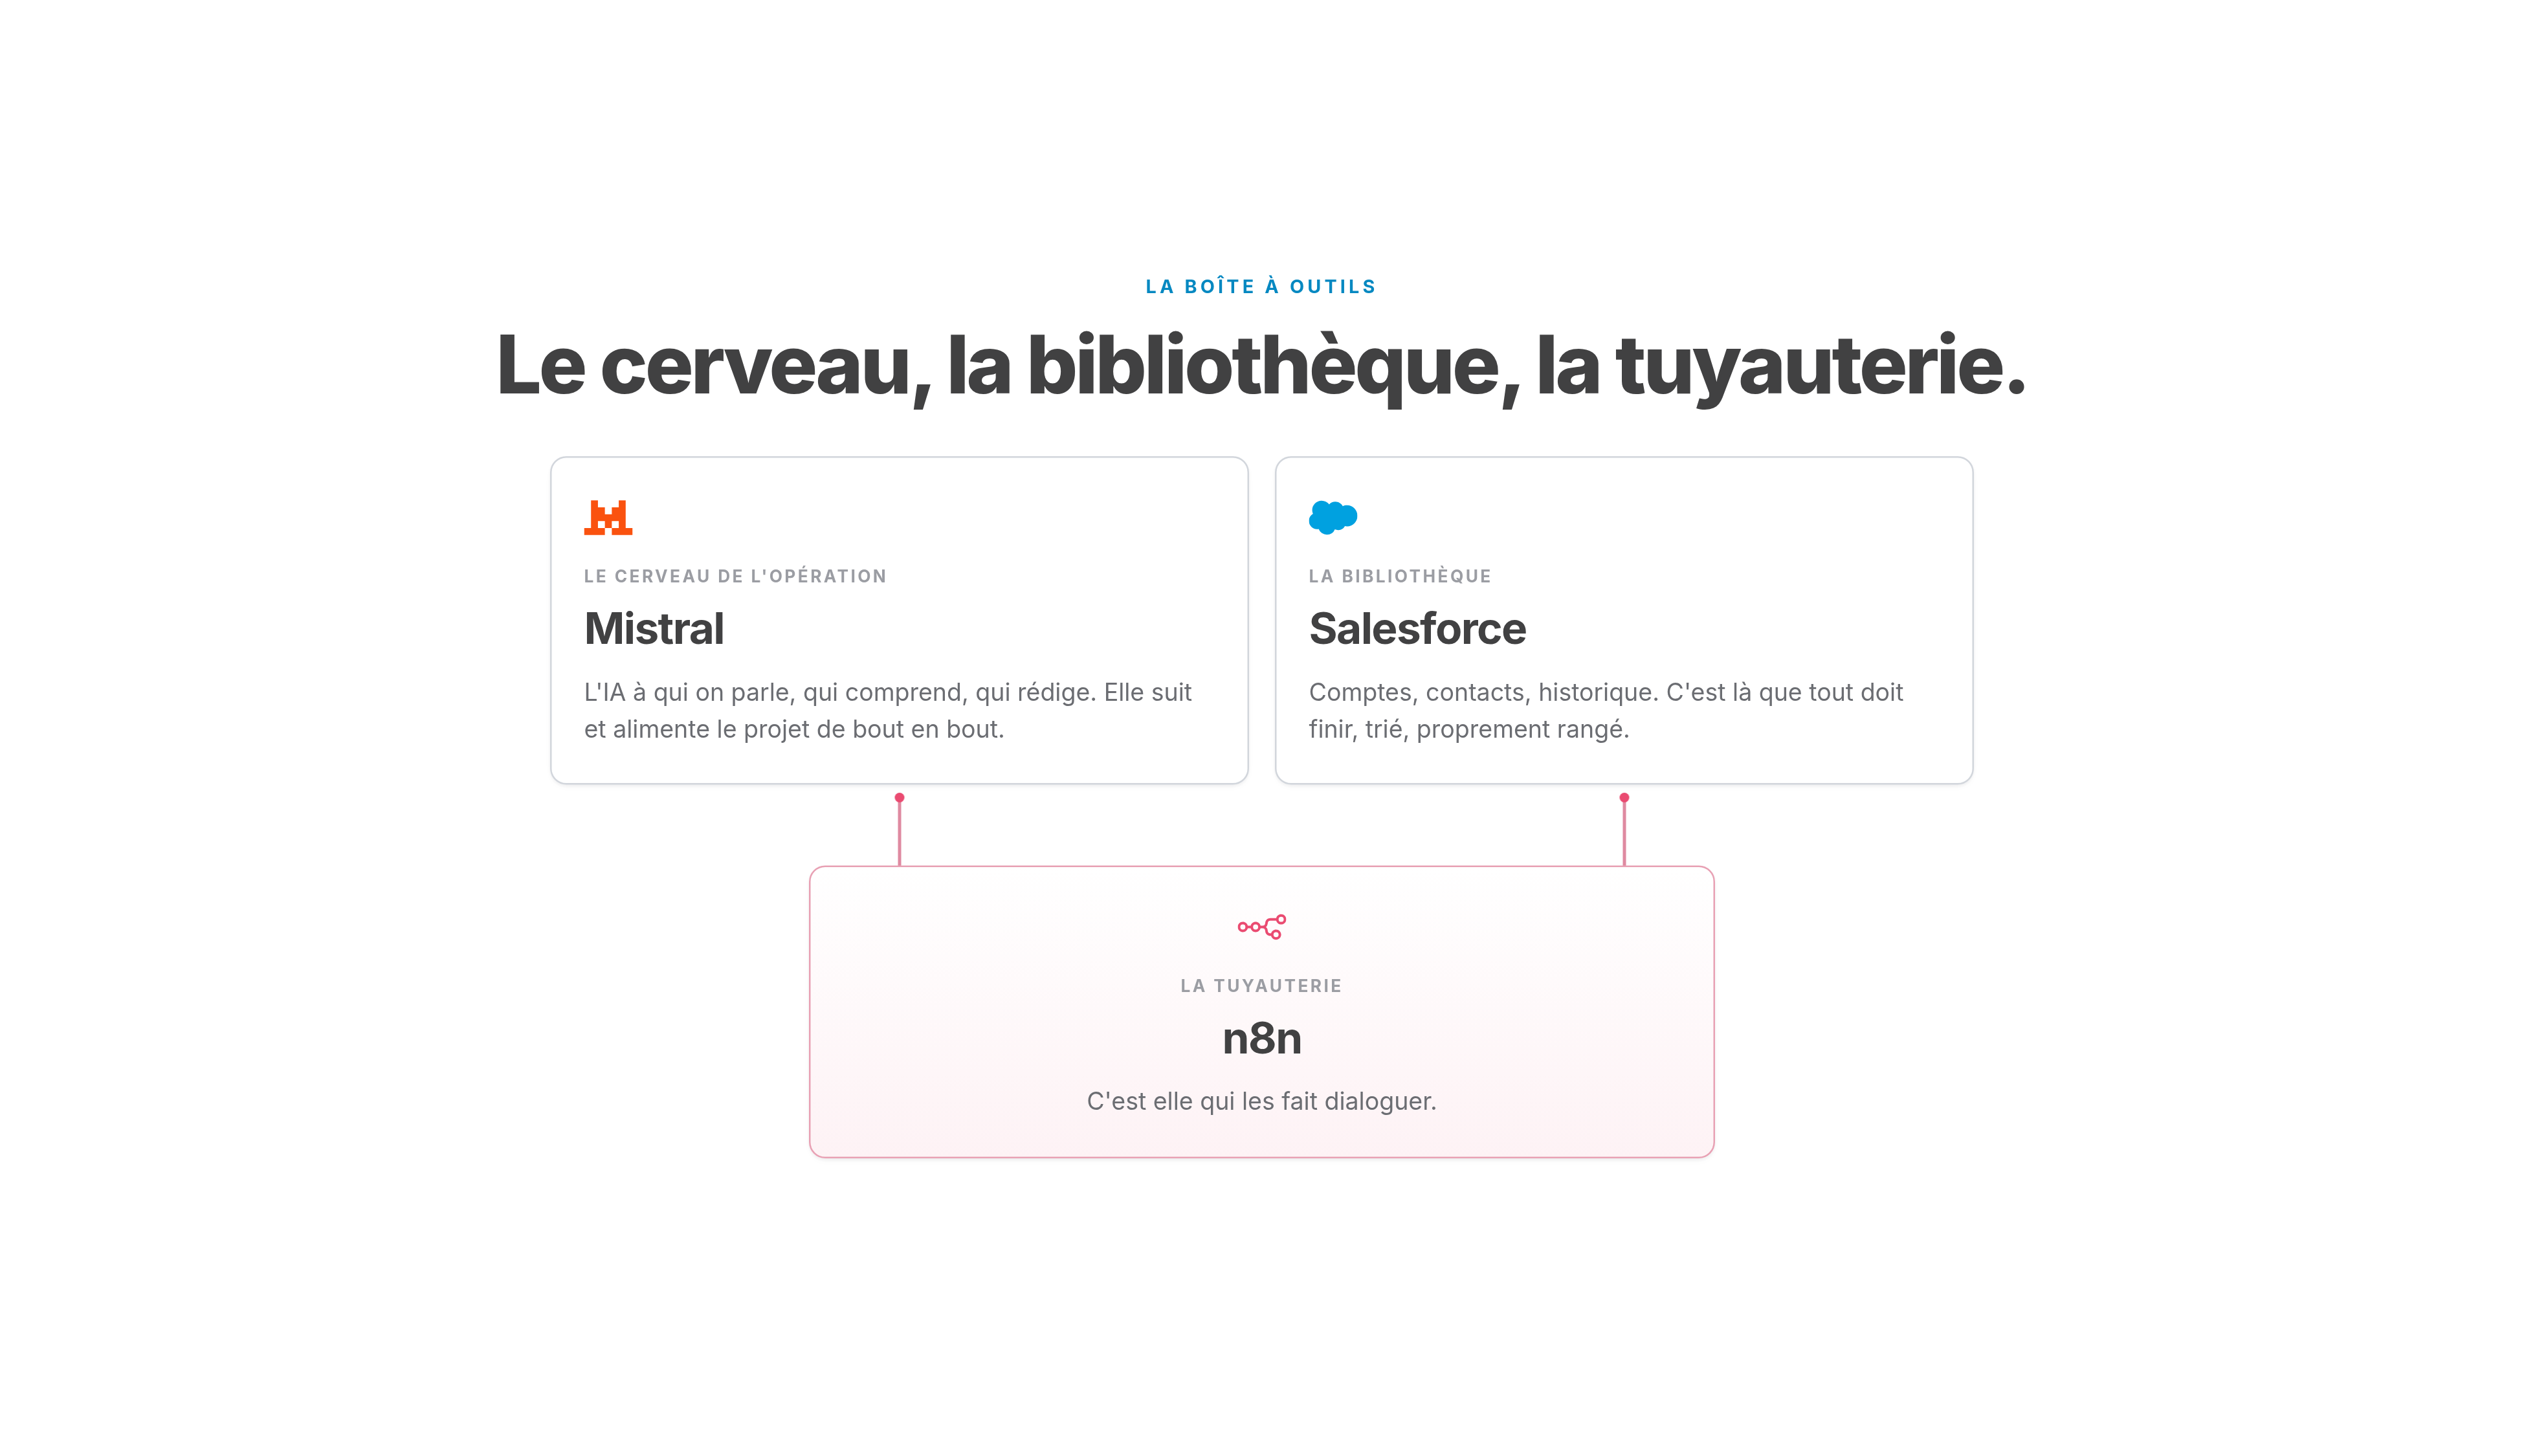 LA BOÎTE À OUTILS
Le cerveau, la bibliothèque, la tuyauterie.
LE CERVEAU DE L'OPÉRATION
Mistral
L'IA à qui on parle, qui comprend, qui rédige. Elle suit
et alimente le projet de bout en bout.
LA BIBLIOTHÈQUE
Salesforce
Comptes, contacts, historique. C'est là que tout doit
finir, trié, proprement rangé.
LA TUYAUTERIE
n8n
C'est elle qui les fait dialoguer.